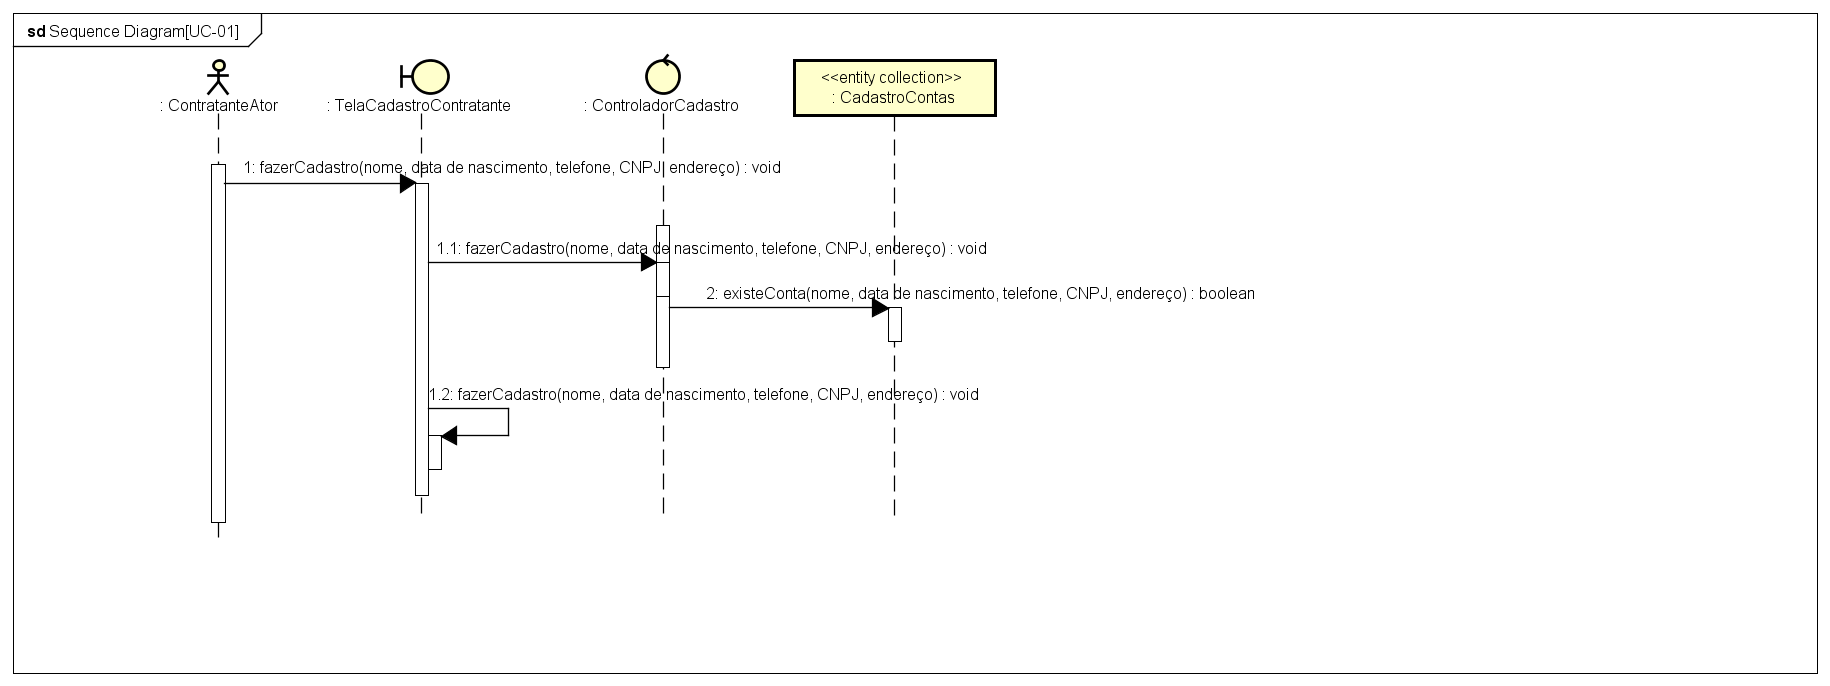 sd Sequence Diagram[UC-01]
: ContratanteAtor
: TelaCadastroContratante
: ControladorCadastro
<<entity collection>>
: CadastroContas
1: fazerCadastro(nome, data de nascimento, telefone, CNPJ, endereço) : void
1.1: fazerCadastro(nome, data de nascimento, telefone, CNPJ, endereço) : void
2: existeConta(nome, data de nascimento, telefone, CNPJ, endereço) : boolean
1.2: fazerCadastro(nome, data de nascimento, telefone, CNPJ, endereço) : void